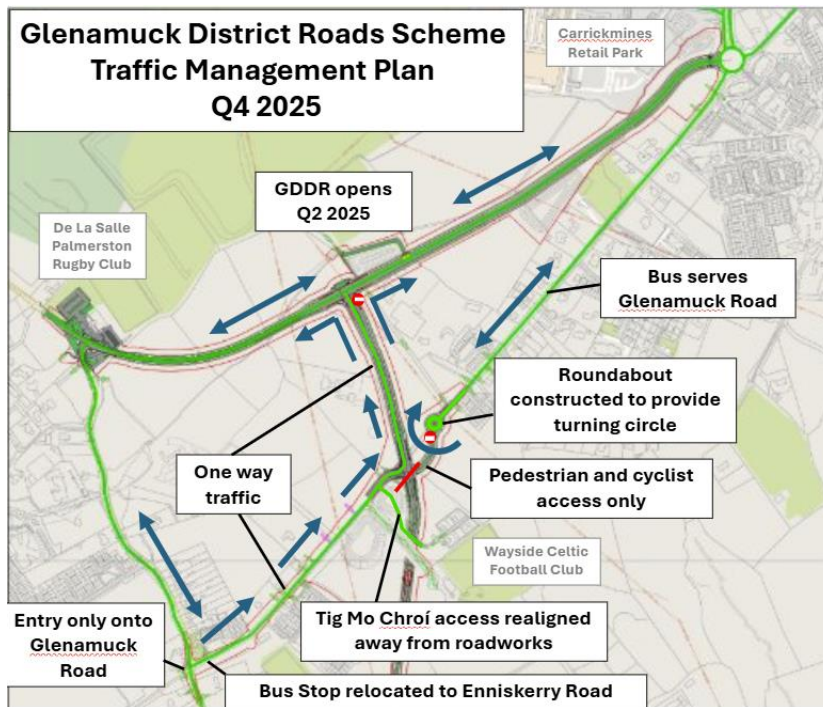 Glenamuck District Roads Scheme
Traffic Management Plan
Q4 2025
Carrickmines
Retail Park
GDDR opens
Q2 2025
De La Salle
Palmerston
Rugby Club
Bus serves
Glenamuck Road
Roundabout
constructed to provide
turning circle
One way
traffic
Pedestrian and cyclist
access only
Wayside Celtic
Football Club
Entry only onto
Glenamuck
Road
Tig Mo Chroí access realigned
away from roadworks
Bus Stop relocated to Enniskerry Road